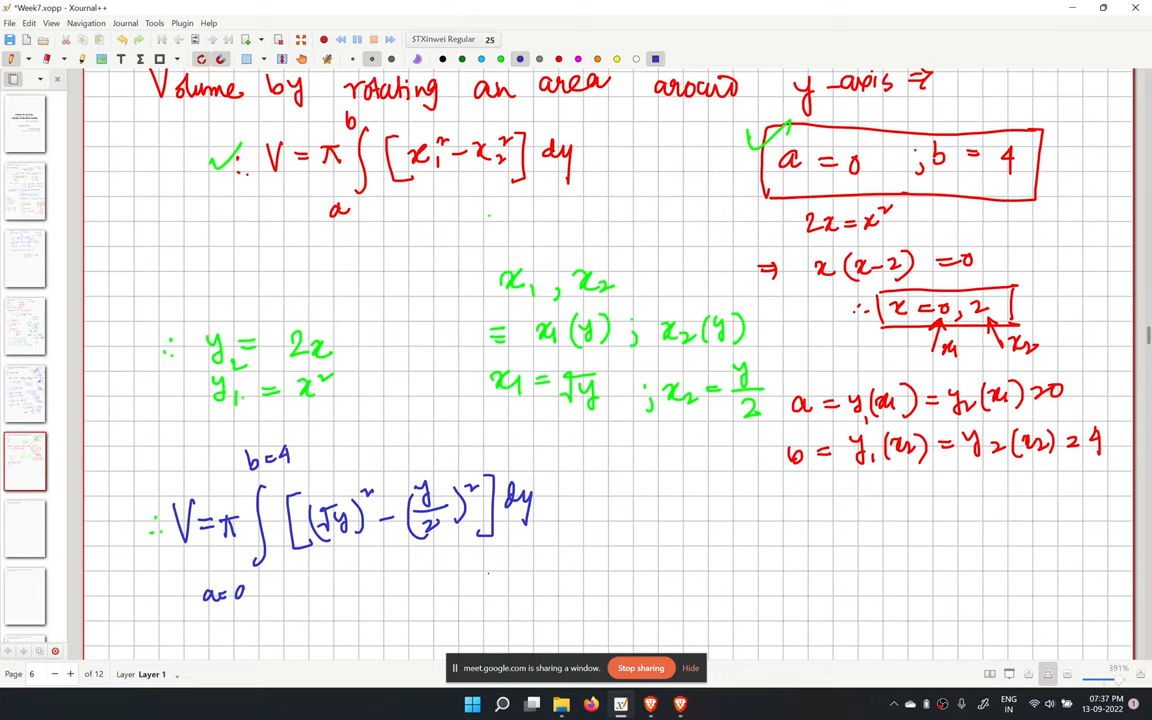 *Week7.xopp - Xournal++
File Edit View Navigation Journal Tools Plugin Help
STXinwei Regular 25
Volume by rotating an area around y-axis ⇒
∴ V = π ∫_a^b [x₁² - x₂²] dy
a = 0 ; b = 4
2x = x²
⇒ x(x-2) = 0
∴ x = 0, 2
x₁ x₂
x₁ , x₂
≡ x₁(y) ; x₂(y)
x₁ = √y ; x₂ = y/2
∴ y₂ = 2x
y₁ = x²
a = y₁(x₁) = y₂(x₁) = 0
b = y₁(x₂) = y₂(x₂) = 4
b=4
∴ V = π ∫ [(√y)² - (y/2)²] dy
a=0
meet.google.com is sharing a window. Stop sharing Hide
Page 6 of 12 Layer Layer 1 391%
ENG IN 07:37 PM 13-09-2022